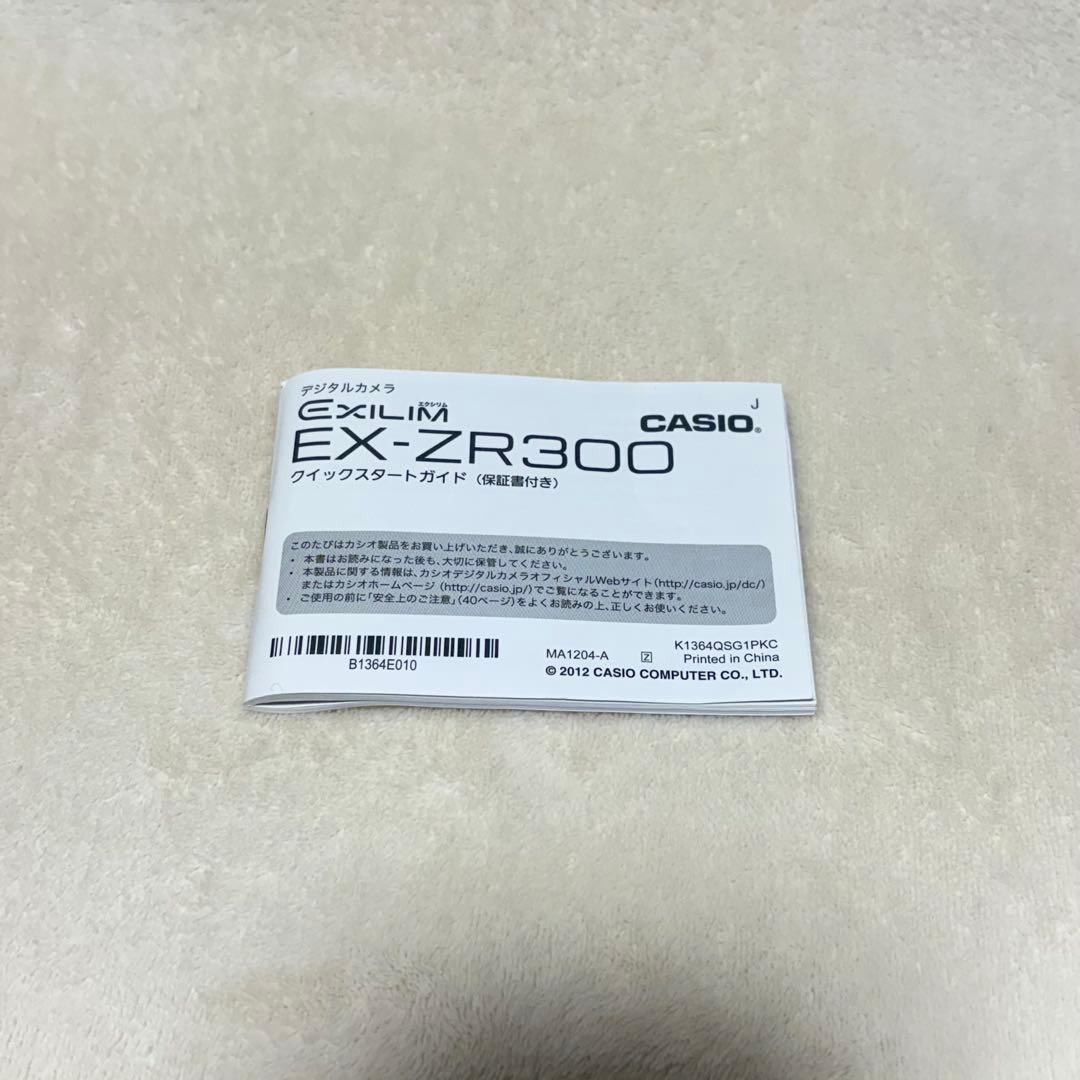 デジタルカメラ
J
エクシリム
EXILIM
CASIO®
EX-ZR300
クイックスタートガイド（保証書付き）
このたびはカシオ製品をお買い上げいただき、誠にありがとうございます。
• 本書はお読みになった後も、大切に保管してください。
• 本製品に関する情報は、カシオデジタルカメラオフィシャルWebサイト（http://casio.jp/dc/）
またはカシオホームページ（http://casio.jp/）でご覧になることができます。
• ご使用の前に「安全上のご注意」（40ページ）をよくお読みの上、正しくお使いください。
B1364E010
MA1204-A
Z
K1364QSG1PKC
Printed in China
© 2012 CASIO COMPUTER CO., LTD.